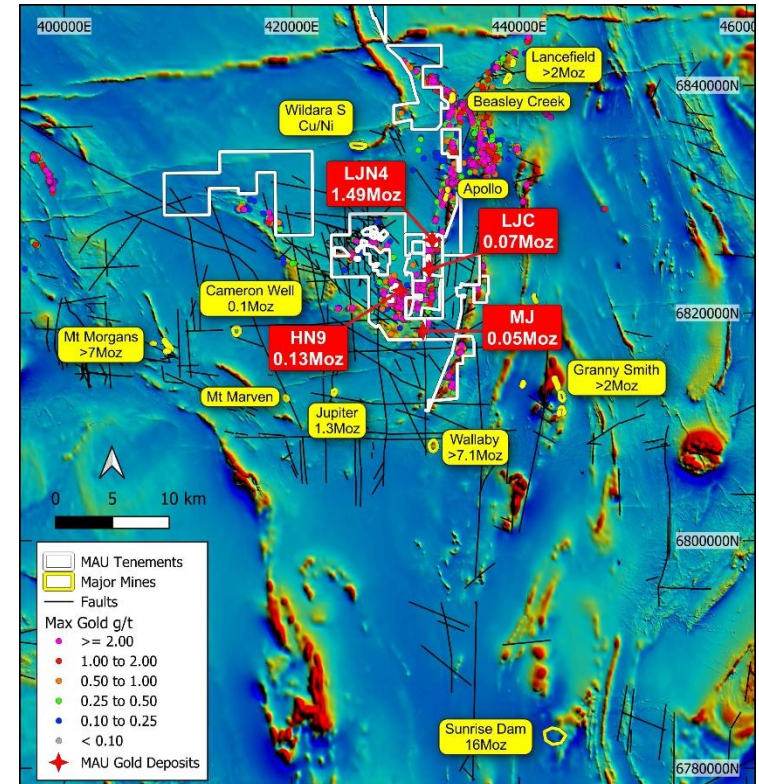 400000E
420000E
440000E
46000
Lancefield
>2Moz
6840000N
Beasley Creek
Wildara S
Cu/Ni
LJN4
1.49Moz
Apollo
LJC
0.07Moz
Cameron Well
0.1Moz
6820000N
Mt Morgans
>7Moz
HN9
0.13Moz
MJ
0.05Moz
Granny Smith
>2Moz
Mt Marven
Jupiter
1.3Moz
Wallaby
>7.1Moz
0 5 10 km
6800000N
MAU Tenements
Major Mines
Faults
Max Gold g/t
>= 2.00
1.00 to 2.00
0.50 to 1.00
0.25 to 0.50
0.10 to 0.25
< 0.10
MAU Gold Deposits
Sunrise Dam
16Moz
6780000N